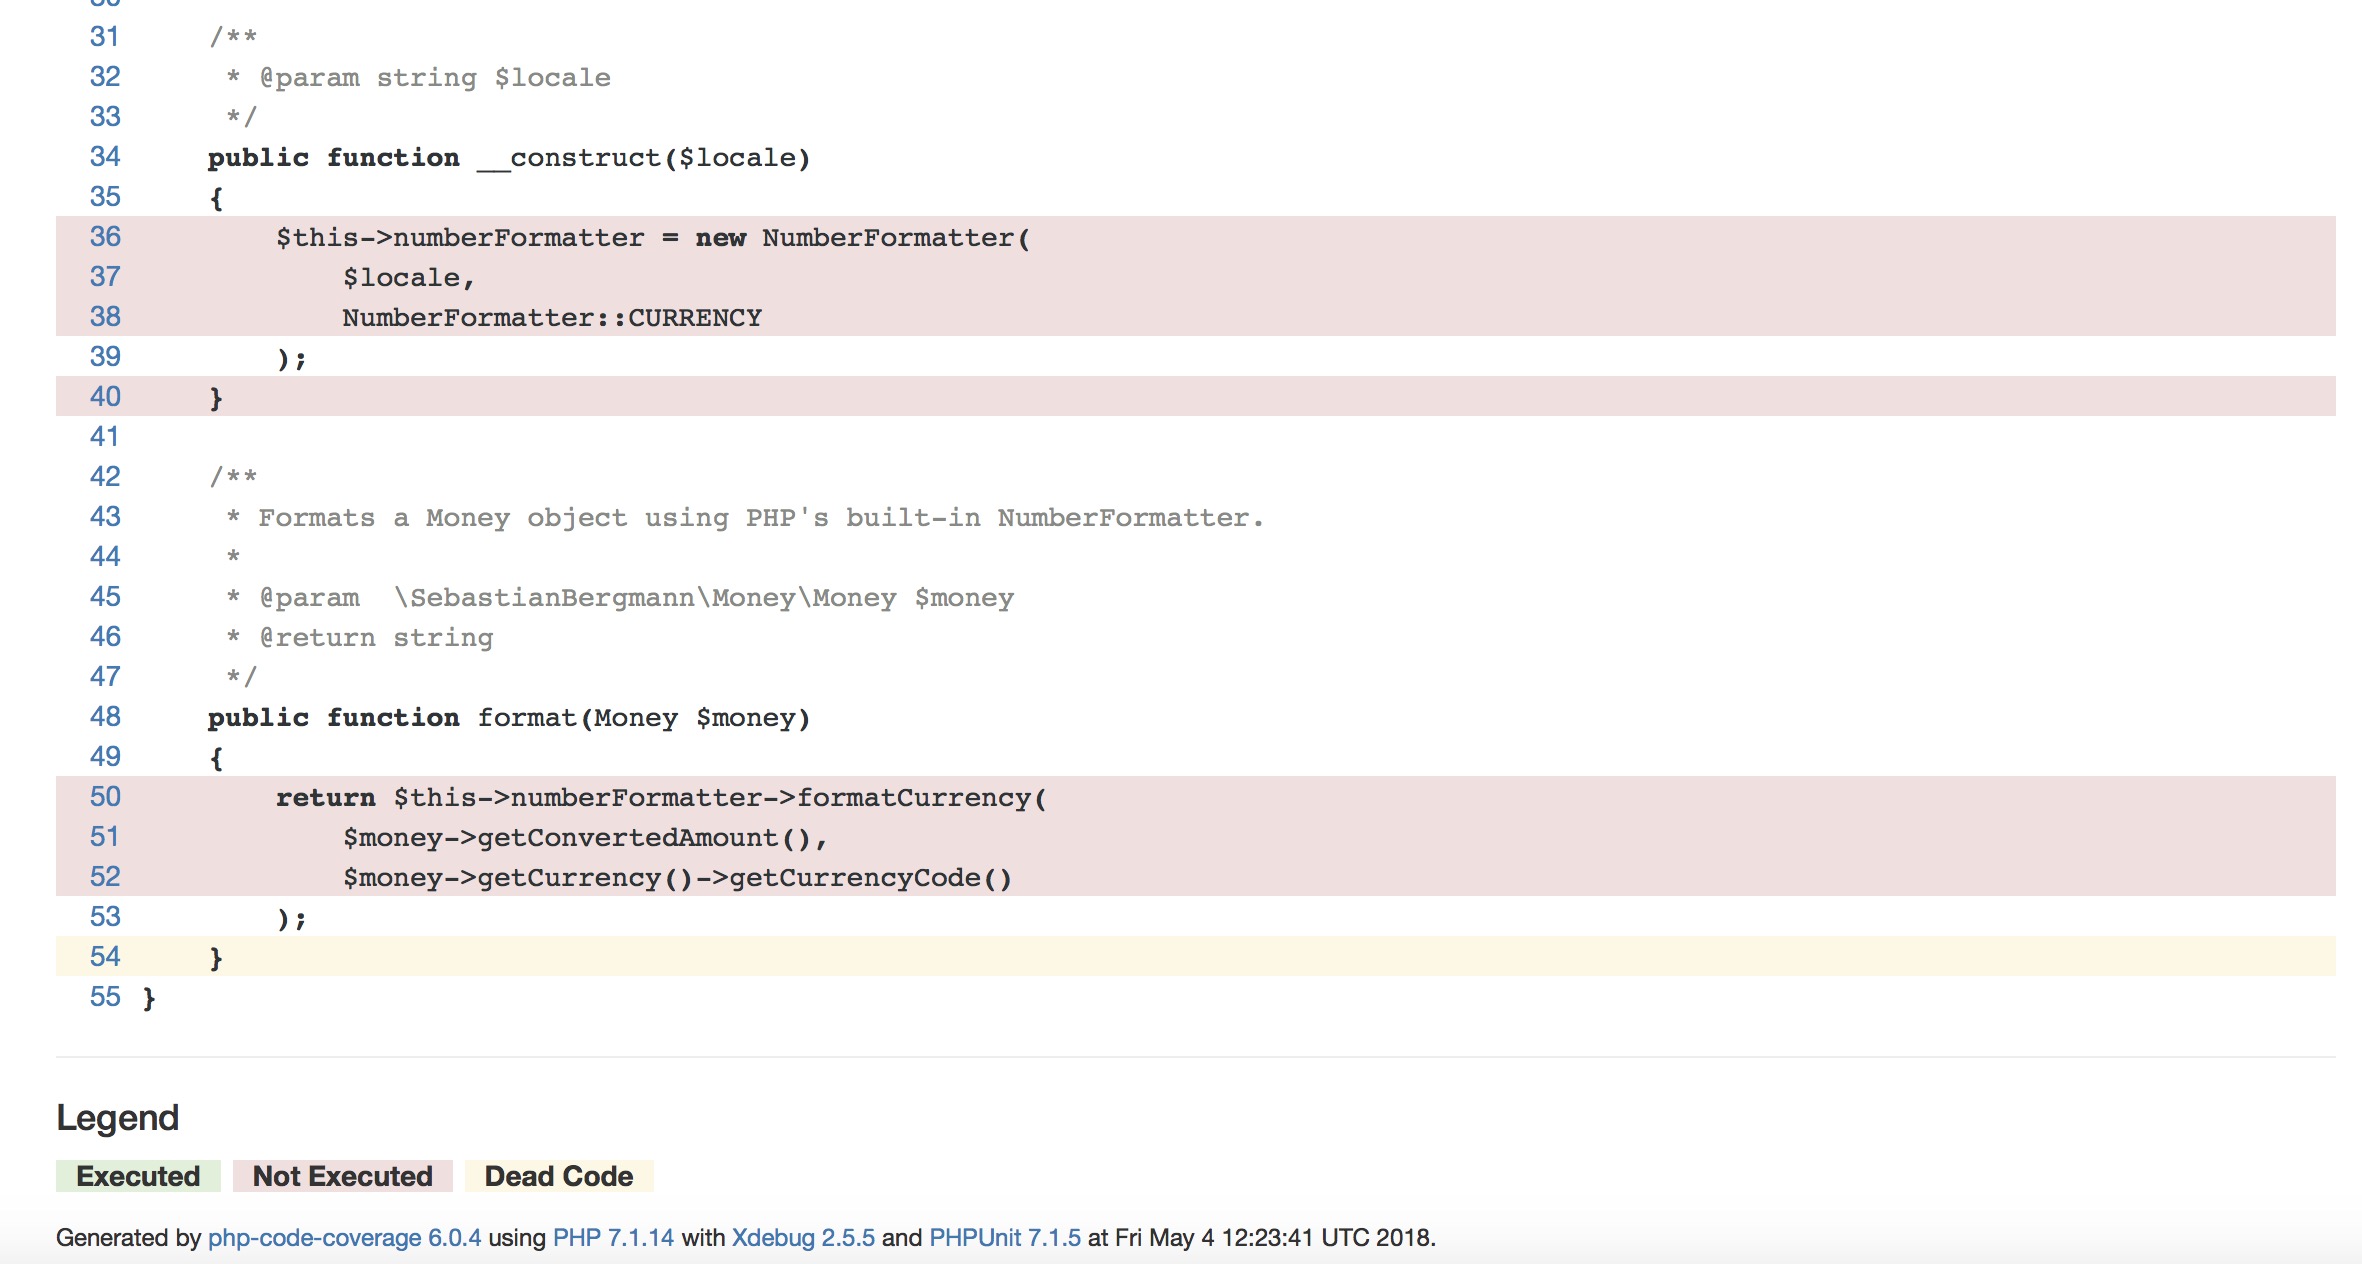 31 /**
32  * @param string $locale
33  */
34 public function __construct($locale)
35 {
36     $this->numberFormatter = new NumberFormatter(
37         $locale,
38         NumberFormatter::CURRENCY
39     );
40 }
41
42 /**
43  * Formats a Money object using PHP's built-in NumberFormatter.
44  *
45  * @param  \SebastianBergmann\Money\Money $money
46  * @return string
47  */
48 public function format(Money $money)
49 {
50     return $this->numberFormatter->formatCurrency(
51         $money->getConvertedAmount(),
52         $money->getCurrency()->getCurrencyCode()
53     );
54 }
55 }
Legend
Executed Not Executed Dead Code
Generated by php-code-coverage 6.0.4 using PHP 7.1.14 with Xdebug 2.5.5 and PHPUnit 7.1.5 at Fri May 4 12:23:41 UTC 2018.